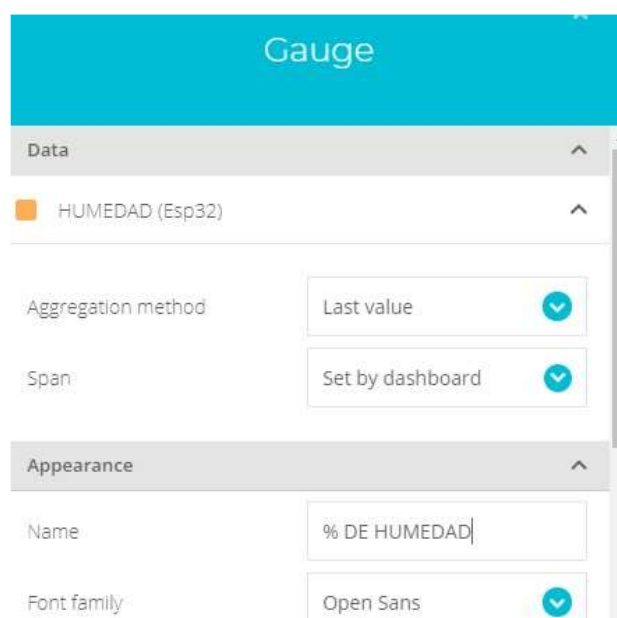 Gauge
Data
HUMEDAD (Esp32)
Aggregation method Last value
Span Set by dashboard
Appearance
Name % DE HUMEDAD
Font family Open Sans